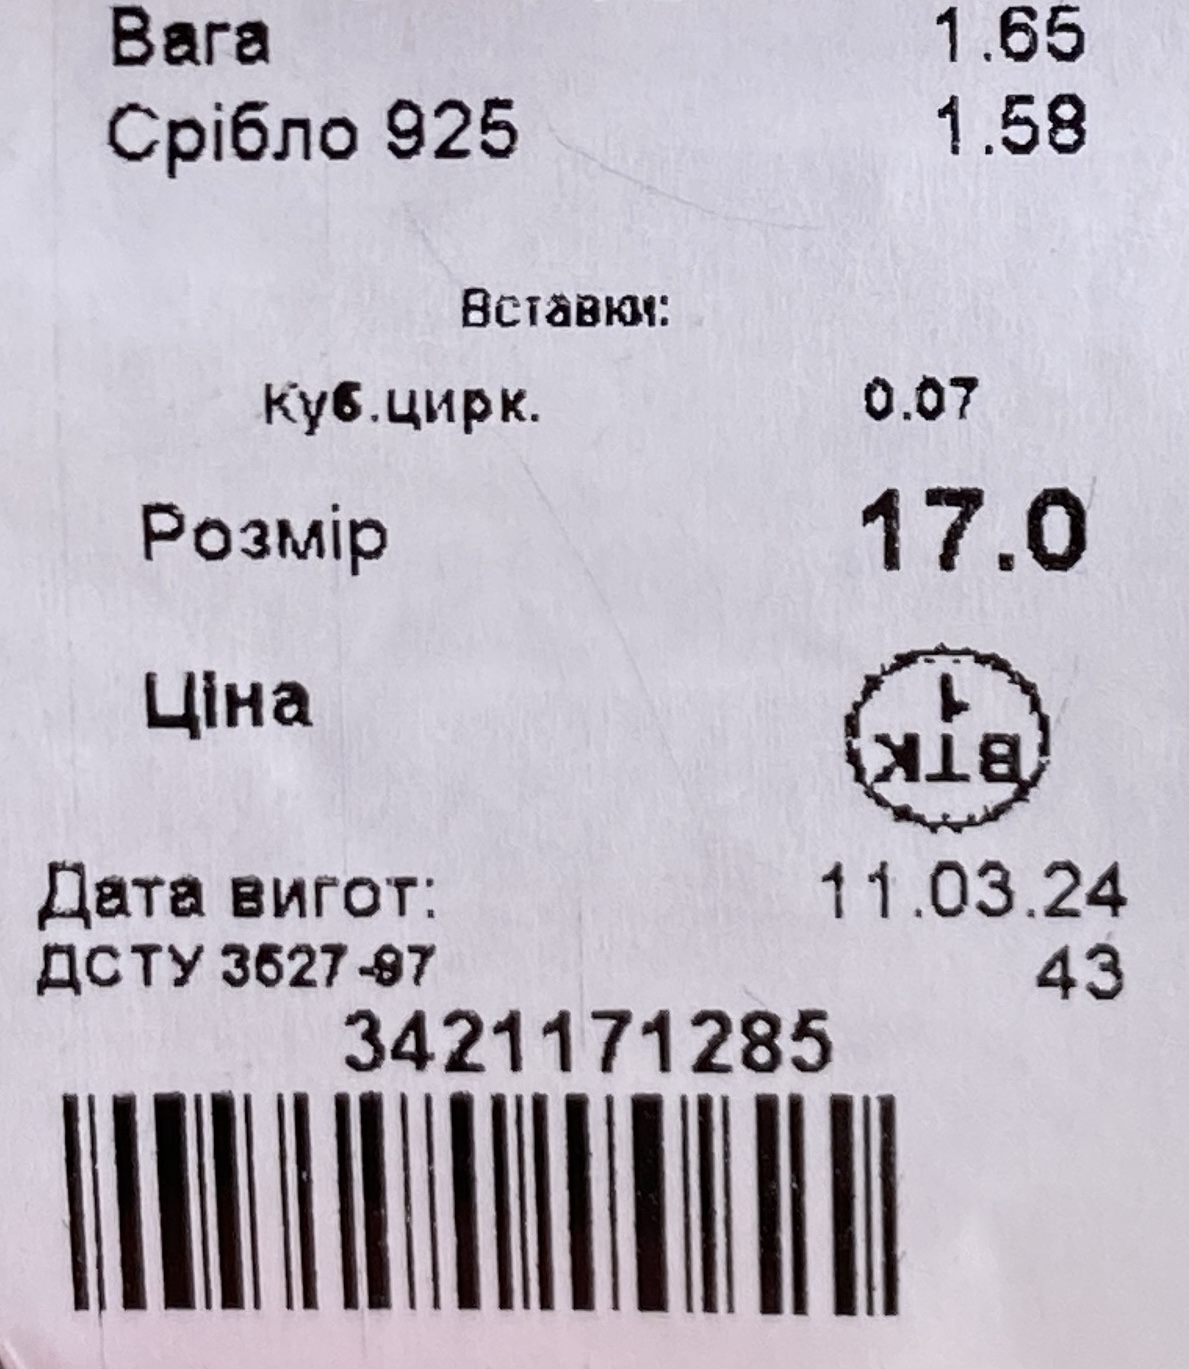 Вага 1.65
Срібло 925 1.58
Вставки:
Куб.цирк. 0.07
Розмір 17.0
Ціна
1
ВТК
Дата вигот: 11.03.24
ДСТУ 3527-97 43
3421171285